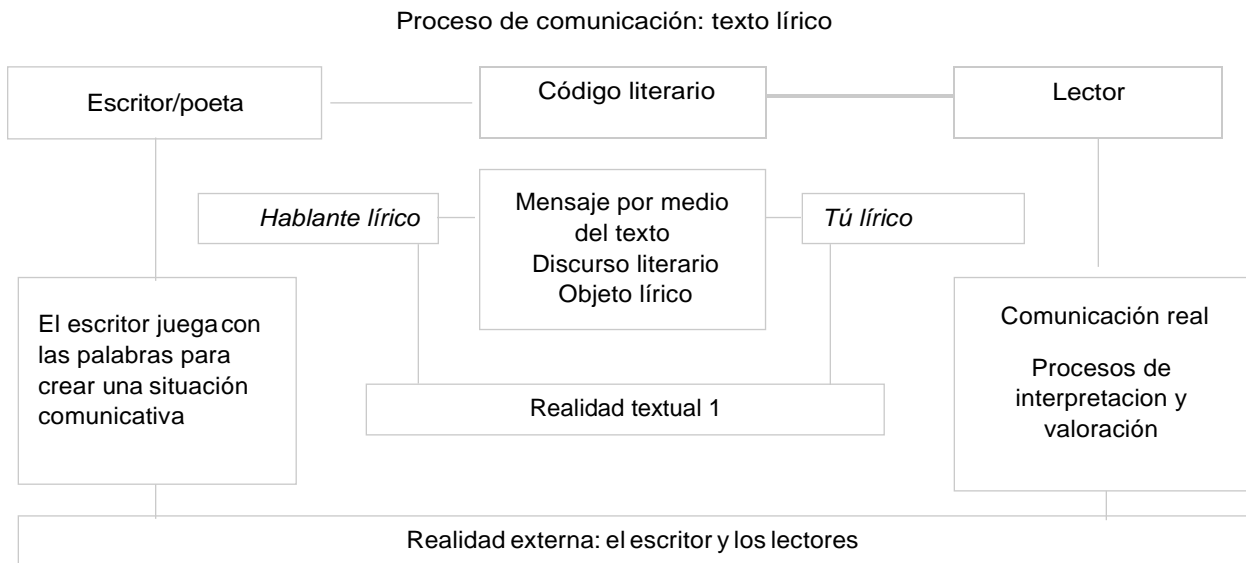 Proceso de comunicación: texto lírico
Escritor/poeta
Código literario
Lector
Hablante lírico
Mensaje por medio
del texto
Discurso literario
Objeto lírico
Tú lírico
El escritor juega con
las palabras para
crear una situación
comunicativa
Realidad textual 1
Comunicación real
Procesos de
interpretacion y
valoración
Realidad externa: el escritor y los lectores